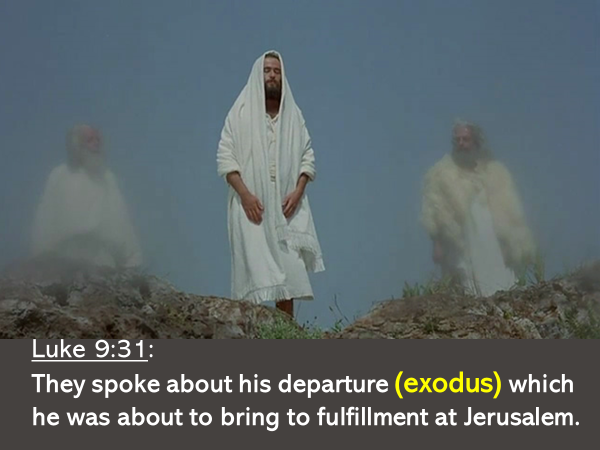 Luke 9:31:
They spoke about his departure (exodus) which
he was about to bring to fulfillment at Jerusalem.